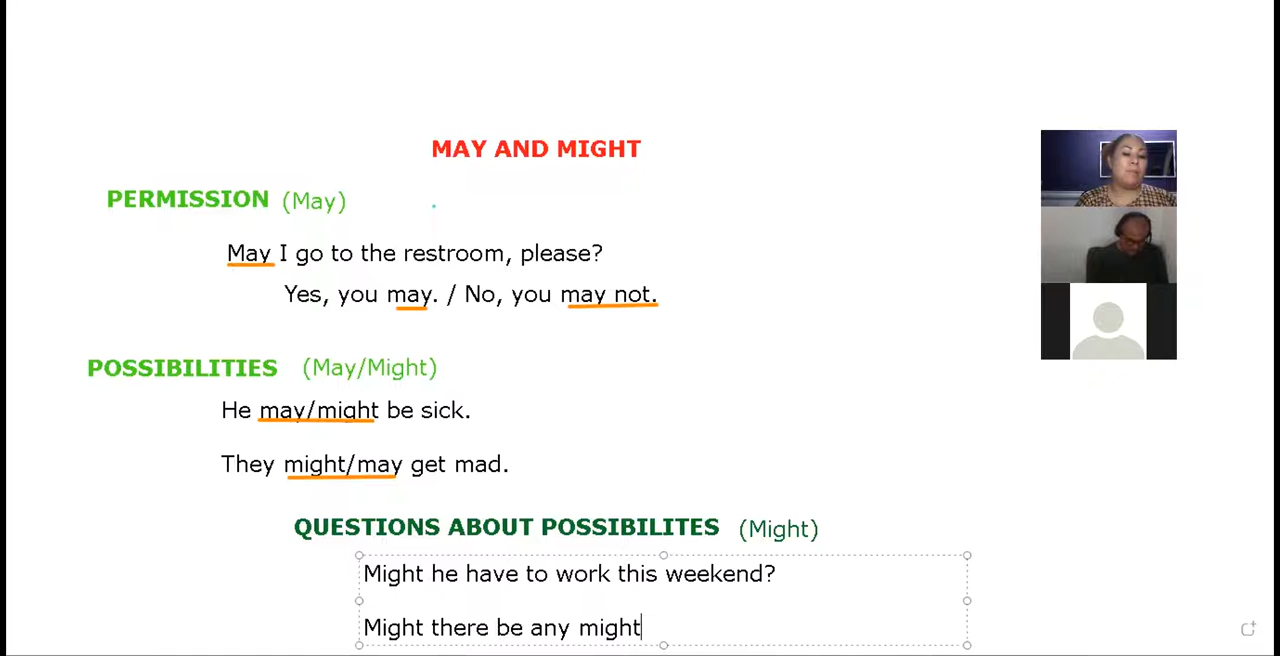 MAY AND MIGHT
PERMISSION (May)
May I go to the restroom, please?
Yes, you may. / No, you may not.
POSSIBILITIES (May/Might)
He may/might be sick.
They might/may get mad.
QUESTIONS ABOUT POSSIBILITES (Might)
Might he have to work this weekend?
Might there be any might